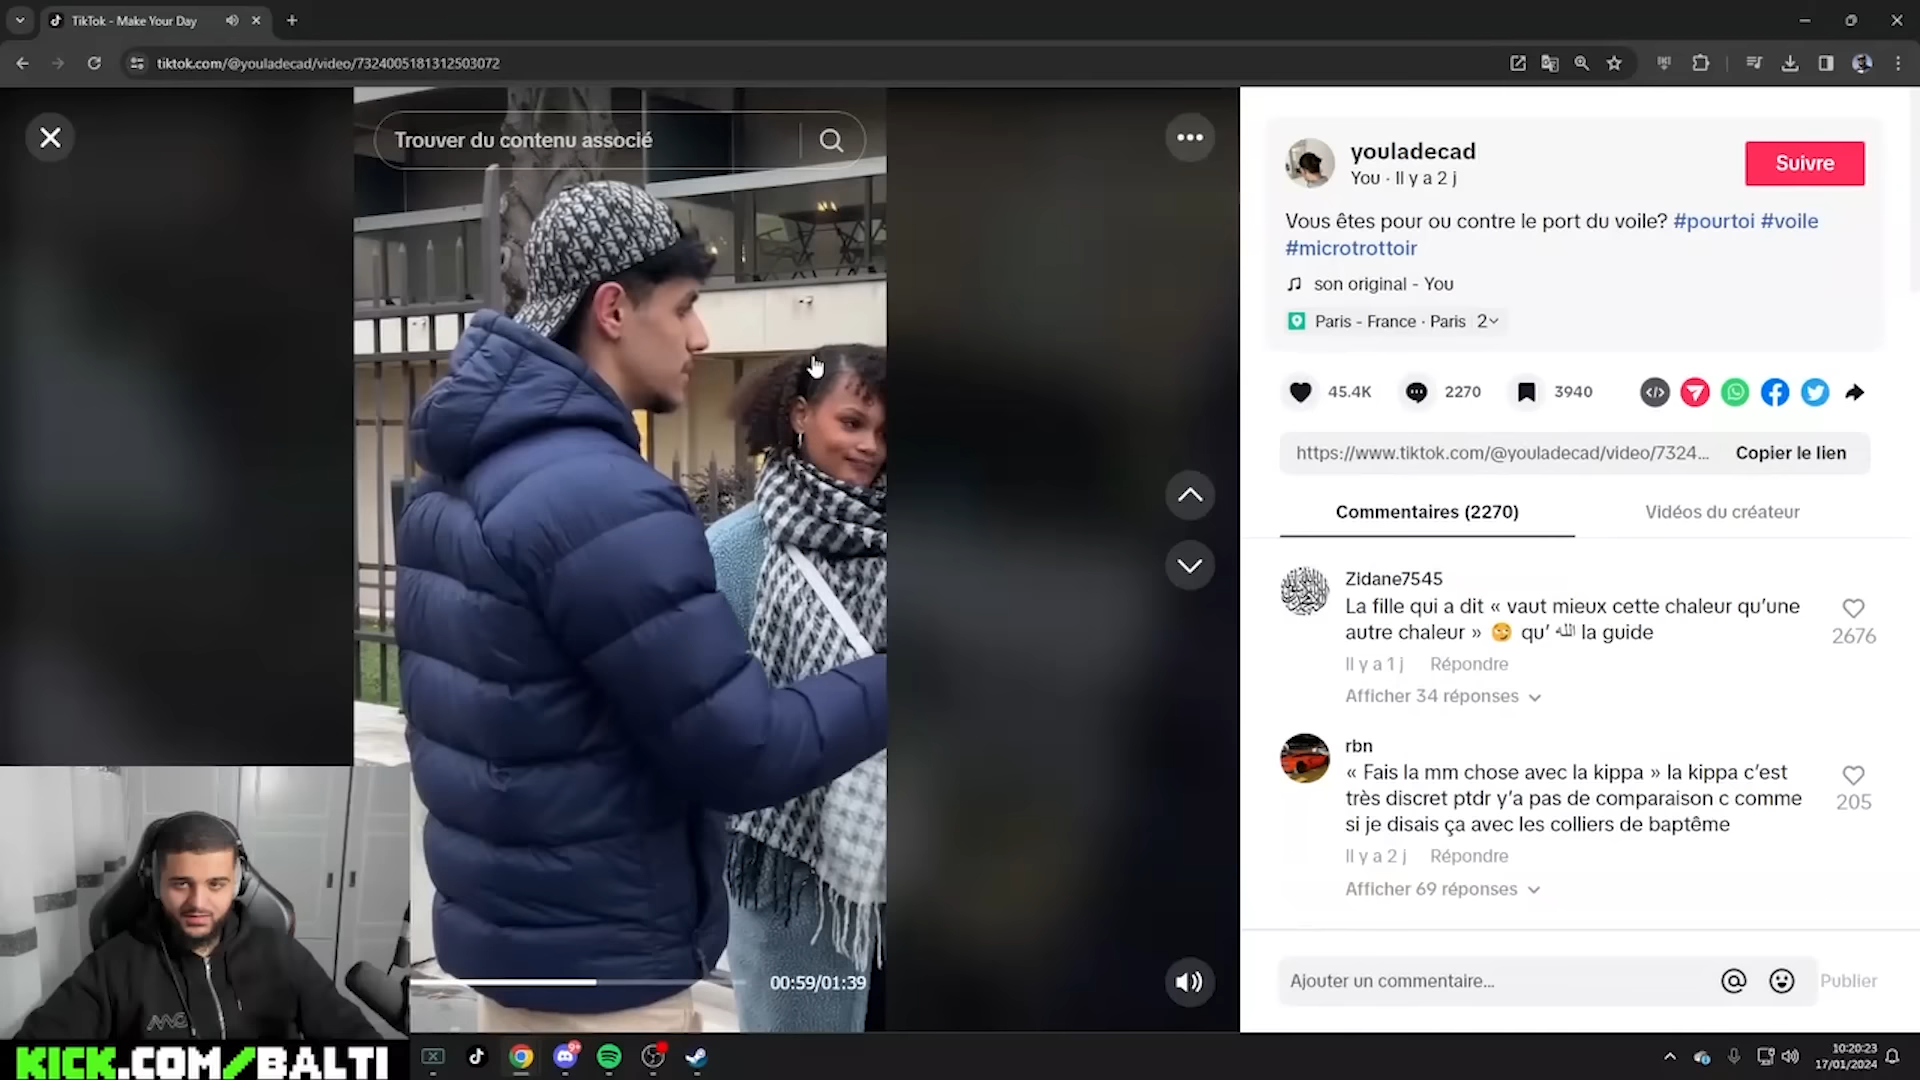 TikTok - Make Your Day
tiktok.com/@youladecad/video/7324005181312503072
Trouver du contenu associé
00:59/01:39
KICK.COM/BALTI
youladecad
You · Il y a 2 j
Suivre
Vous êtes pour ou contre le port du voile? #pourtoi #voile
#microtrottoir
son original - You
Paris - France · Paris 2
45.4K
2270
3940
https://www.tiktok.com/@youladecad/video/7324...
Copier le lien
Commentaires (2270)
Vidéos du créateur
Zidane7545
La fille qui a dit « vaut mieux cette chaleur qu'une
autre chaleur » 😏 qu' الله la guide
2676
Il y a 1 j
Répondre
Afficher 34 réponses
rbn
« Fais la mm chose avec la kippa » la kippa c'est
très discret ptdr y'a pas de comparaison c comme
si je disais ça avec les colliers de baptême
205
Il y a 2 j
Répondre
Afficher 69 réponses
Ajouter un commentaire...
Publier
10:20:23
17/01/2024